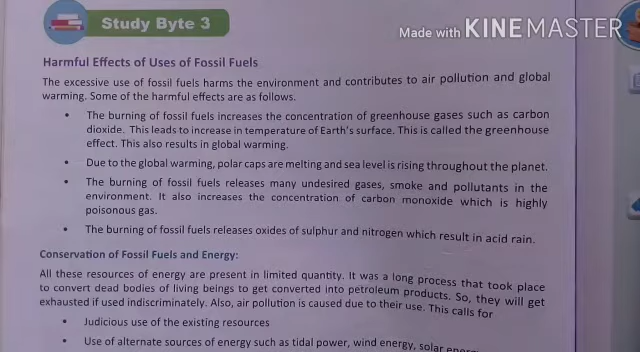 Study Byte 3
Made with KINEMASTER
Harmful Effects of Uses of Fossil Fuels
The excessive use of fossil fuels harms the environment and contributes to air pollution and global
warming. Some of the harmful effects are as follows.
• The burning of fossil fuels increases the concentration of greenhouse gases such as carbon
dioxide. This leads to increase in temperature of Earth's surface. This is called the greenhouse
effect. This also results in global warming.
• Due to the global warming, polar caps are melting and sea level is rising throughout the planet.
• The burning of fossil fuels releases many undesired gases, smoke and pollutants in the
environment. It also increases the concentration of carbon monoxide which is highly
poisonous gas.
• The burning of fossil fuels releases oxides of sulphur and nitrogen which result in acid rain.
Conservation of Fossil Fuels and Energy:
All these resources of energy are present in limited quantity. It was a long process that took place
to convert dead bodies of living beings to get converted into petroleum products. So, they will get
exhausted if used indiscriminately. Also, air pollution is caused due to their use. This calls for
• Judicious use of the existing resources
• Use of alternate sources of energy such as tidal power, wind energy, solar